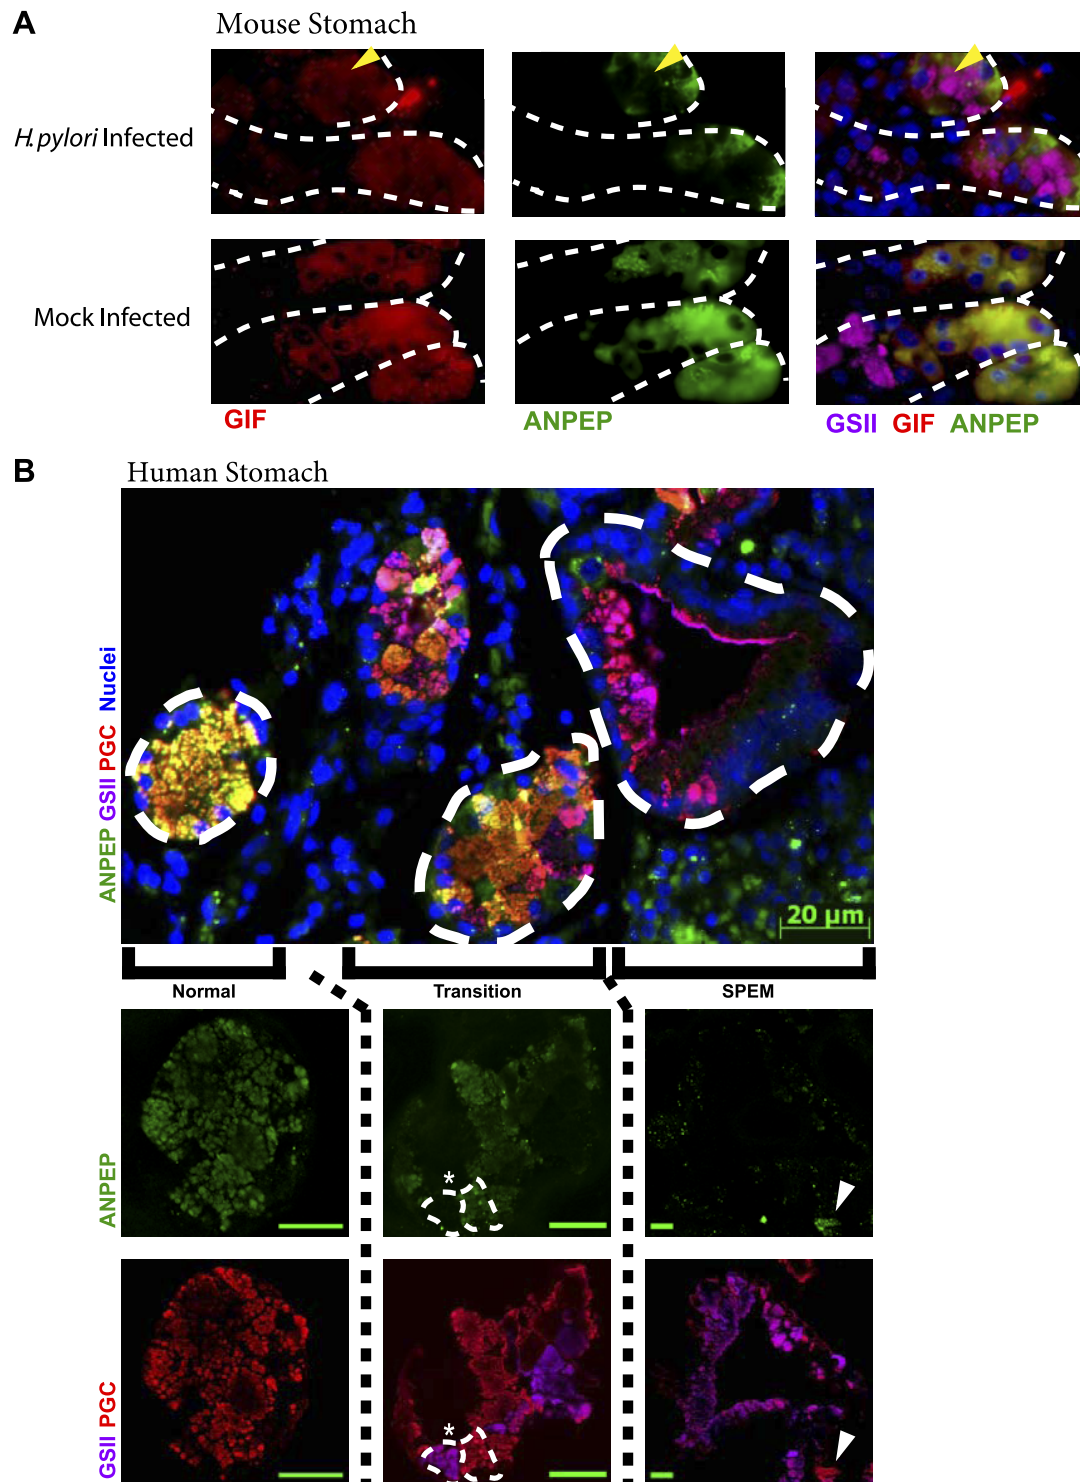 A
Mouse Stomach
H. pylori Infected
Mock Infected
GIF
ANPEP
GSII GIF ANPEP
B
Human Stomach
ANPEP GSII PGC Nuclei
20 µm
Normal
Transition
SPEM
ANPEP
*
GSII PGC
*